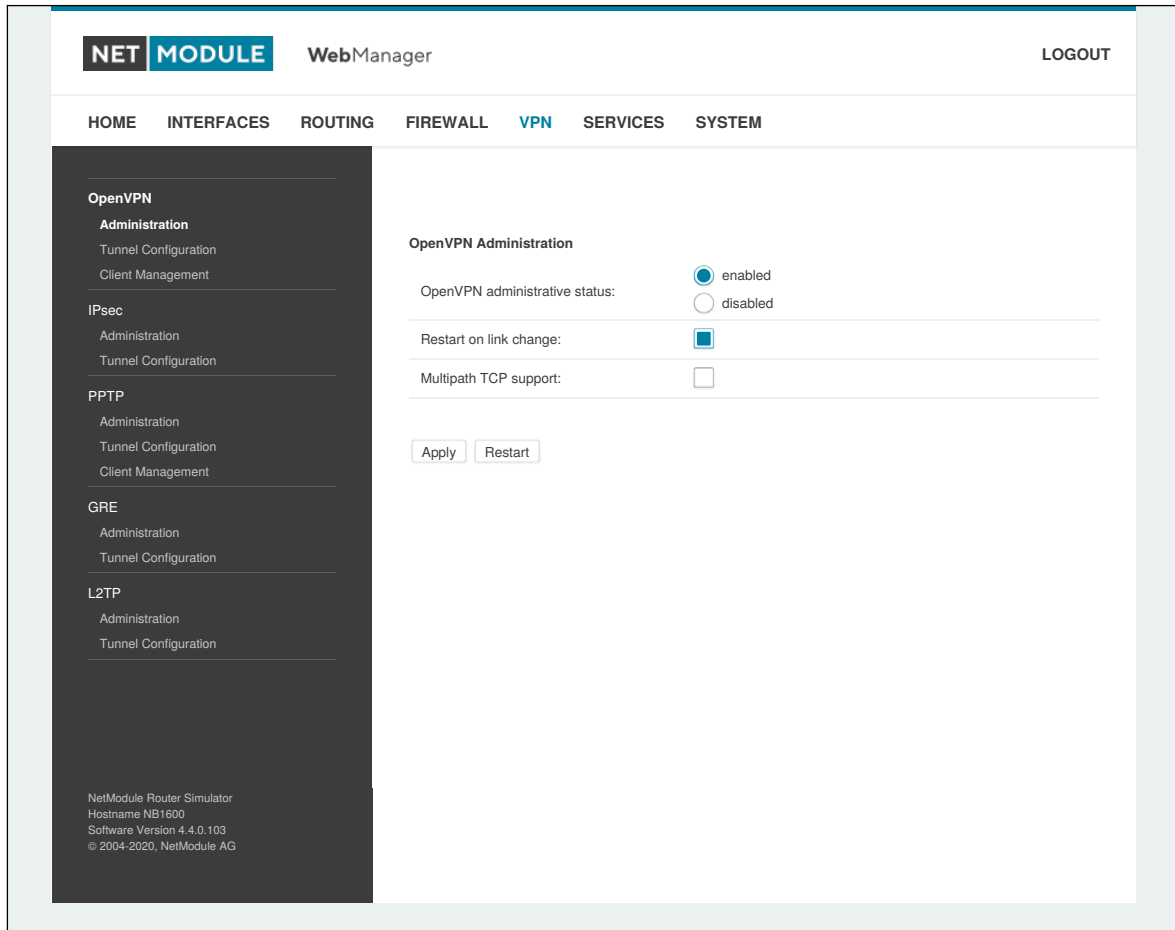 NET MODULE WebManager LOGOUT
HOME INTERFACES ROUTING FIREWALL VPN SERVICES SYSTEM
OpenVPN
Administration
Tunnel Configuration
Client Management
IPsec
Administration
Tunnel Configuration
PPTP
Administration
Tunnel Configuration
Client Management
GRE
Administration
Tunnel Configuration
L2TP
Administration
Tunnel Configuration
NetModule Router Simulator
Hostname NB1600
Software Version 4.4.0.103
© 2004-2020, NetModule AG
OpenVPN Administration
OpenVPN administrative status:
enabled
disabled
Restart on link change:
Multipath TCP support:
Apply Restart